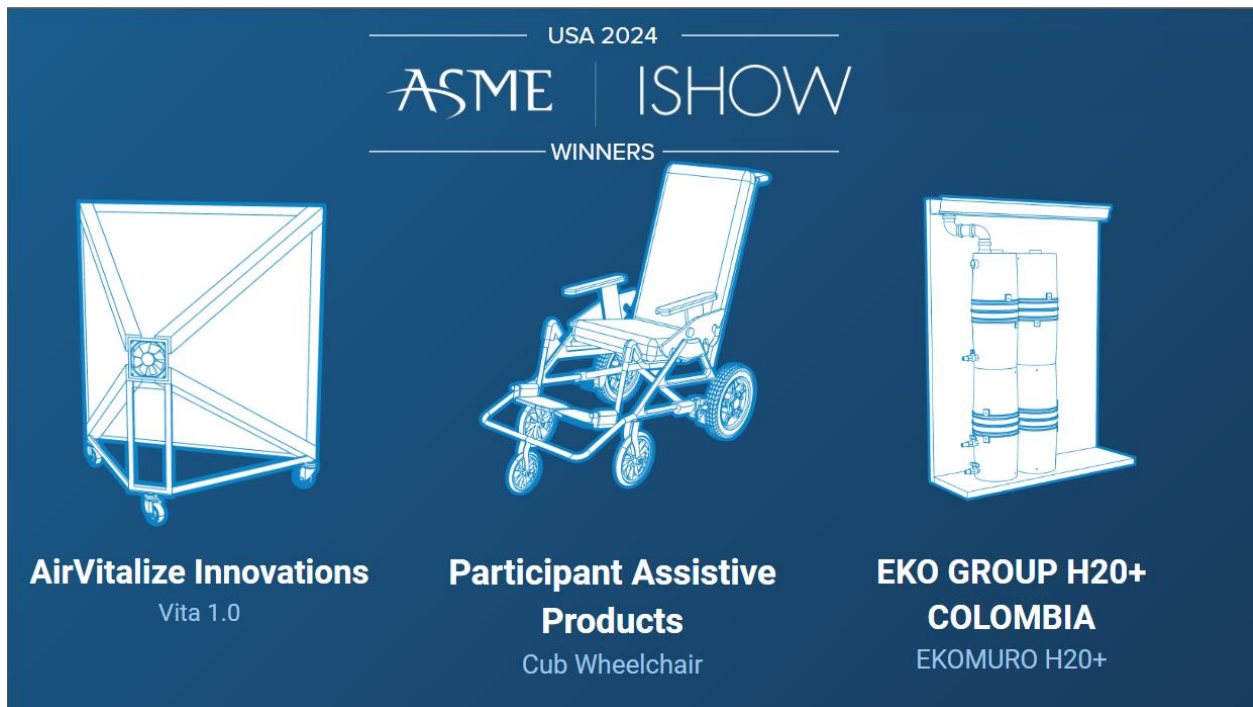 USA 2024
ASME | ISHOW
WINNERS
AirVitalize Innovations
Vita 1.0
Participant Assistive
Products
Cub Wheelchair
EKO GROUP H20+
COLOMBIA
EKOMURO H20+